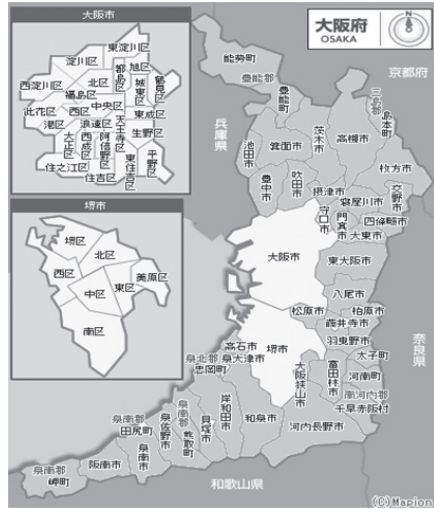 大阪市
東淀川区
淀川区
旭区
都島区
鶴見区
西淀川区
北区
城東区
福島区
此花区
西区
中央区
東成区
港区
浪速区
天王寺区
大正区
西成区
阿倍野区
生野区
東住吉区
平野区
住之江区
住吉区
堺市
堺区
北区
西区
東区
美原区
中区
南区
大阪府
OSAKA
N
京都府
兵庫県
奈良県
和歌山県
能勢町
豊能郡
豊能町
三島郡
島本町
茨木市
高槻市
池田市
箕面市
豊中市
吹田市
摂津市
枚方市
交野市
寝屋川市
守口市
門真市
四條畷市
大東市
大阪市
東大阪市
八尾市
松原市
柏原市
藤井寺市
羽曳野市
太子町
堺市
高石市
泉北郡
忠岡町
泉大津市
大阪狭山市
富田林市
河南町
南河内郡
千早赤阪村
河内長野市
和泉市
岸和田市
貝塚市
泉南郡
熊取町
泉佐野市
泉南郡
田尻町
泉南市
阪南市
泉南郡
岬町
(C)Mapion